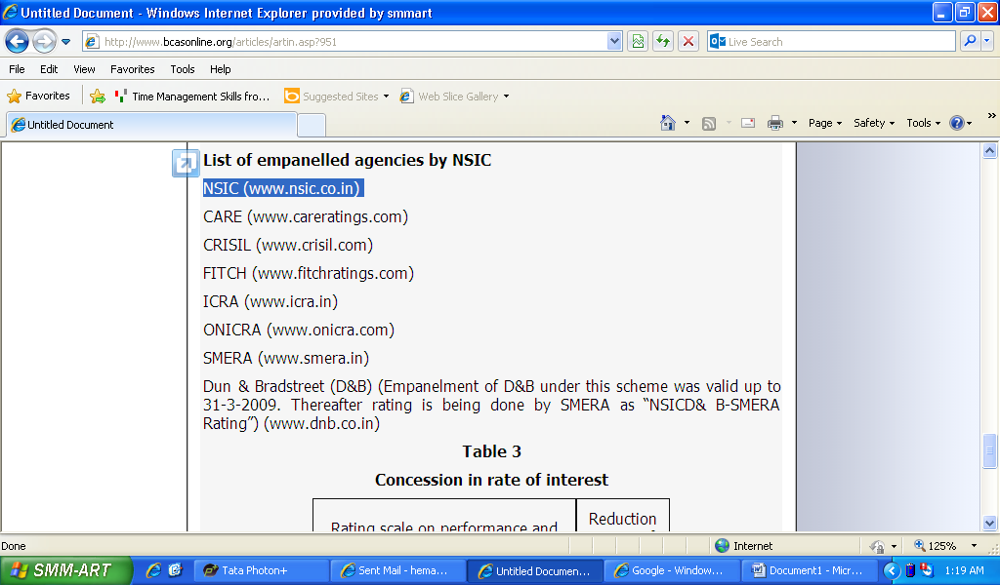 Untitled Document - Windows Internet Explorer provided by smmart
http://www.bcasonline.org/articles/artin.asp?951
Live Search
File Edit View Favorites Tools Help
Favorites Time Management Skills fro... Suggested Sites Web Slice Gallery
Untitled Document
Page Safety Tools
List of empanelled agencies by NSIC
NSIC (www.nsic.co.in)
CARE (www.careratings.com)
CRISIL (www.crisil.com)
FITCH (www.fitchratings.com)
ICRA (www.icra.in)
ONICRA (www.onicra.com)
SMERA (www.smera.in)
Dun & Bradstreet (D&B) (Empanelment of D&B under this scheme was valid up to
31-3-2009. Thereafter rating is being done by SMERA as “NSICD& B-SMERA
Rating”) (www.dnb.co.in)
Table 3
Concession in rate of interest
Rating scale on performance and
Reduction
Done Internet 125%
SMM-ART Tata Photon+ Sent Mail - hema... Untitled Documen... Google - Window... Document1 - Micr... 1:19 AM